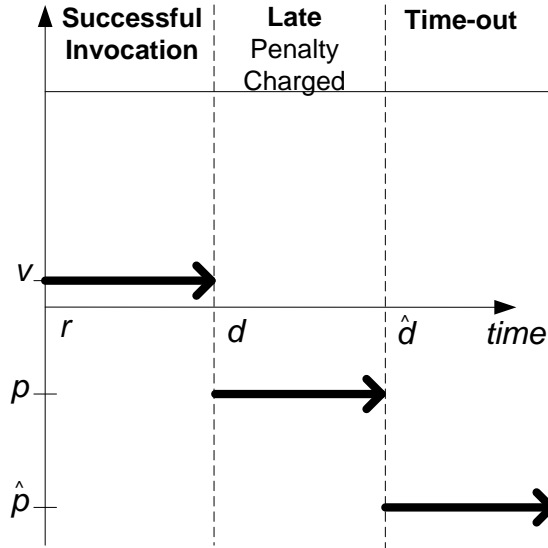 Successful Late Time-out
Invocation Penalty
Charged
v
r d d̂ time
p
p̂